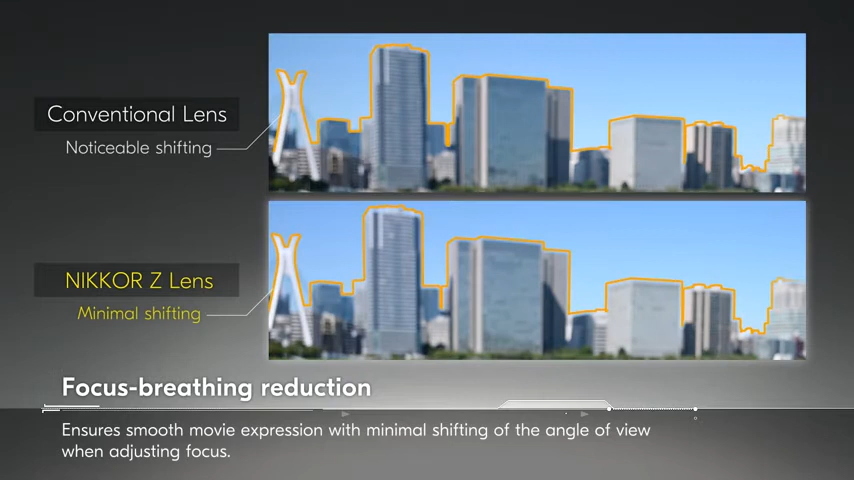 Conventional Lens
Noticeable shifting
NIKKOR Z Lens
Minimal shifting
Focus-breathing reduction
Ensures smooth movie expression with minimal shifting of the angle of view
when adjusting focus.